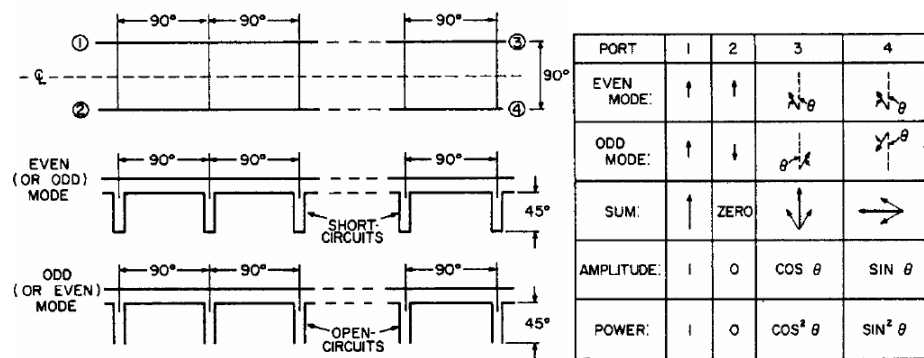 90° 90° 90°
① ③
℄ 90°
② ④
EVEN (OR ODD) MODE
90° 90° 90°
SHORT-CIRCUITS
45°
ODD (OR EVEN) MODE
90° 90° 90°
OPEN-CIRCUITS
45°
PORT 1 2 3 4
EVEN MODE: θ θ
ODD MODE: θ θ
SUM: ZERO
AMPLITUDE: 1 0 COS θ SIN θ
POWER: 1 0 COS² θ SIN² θ